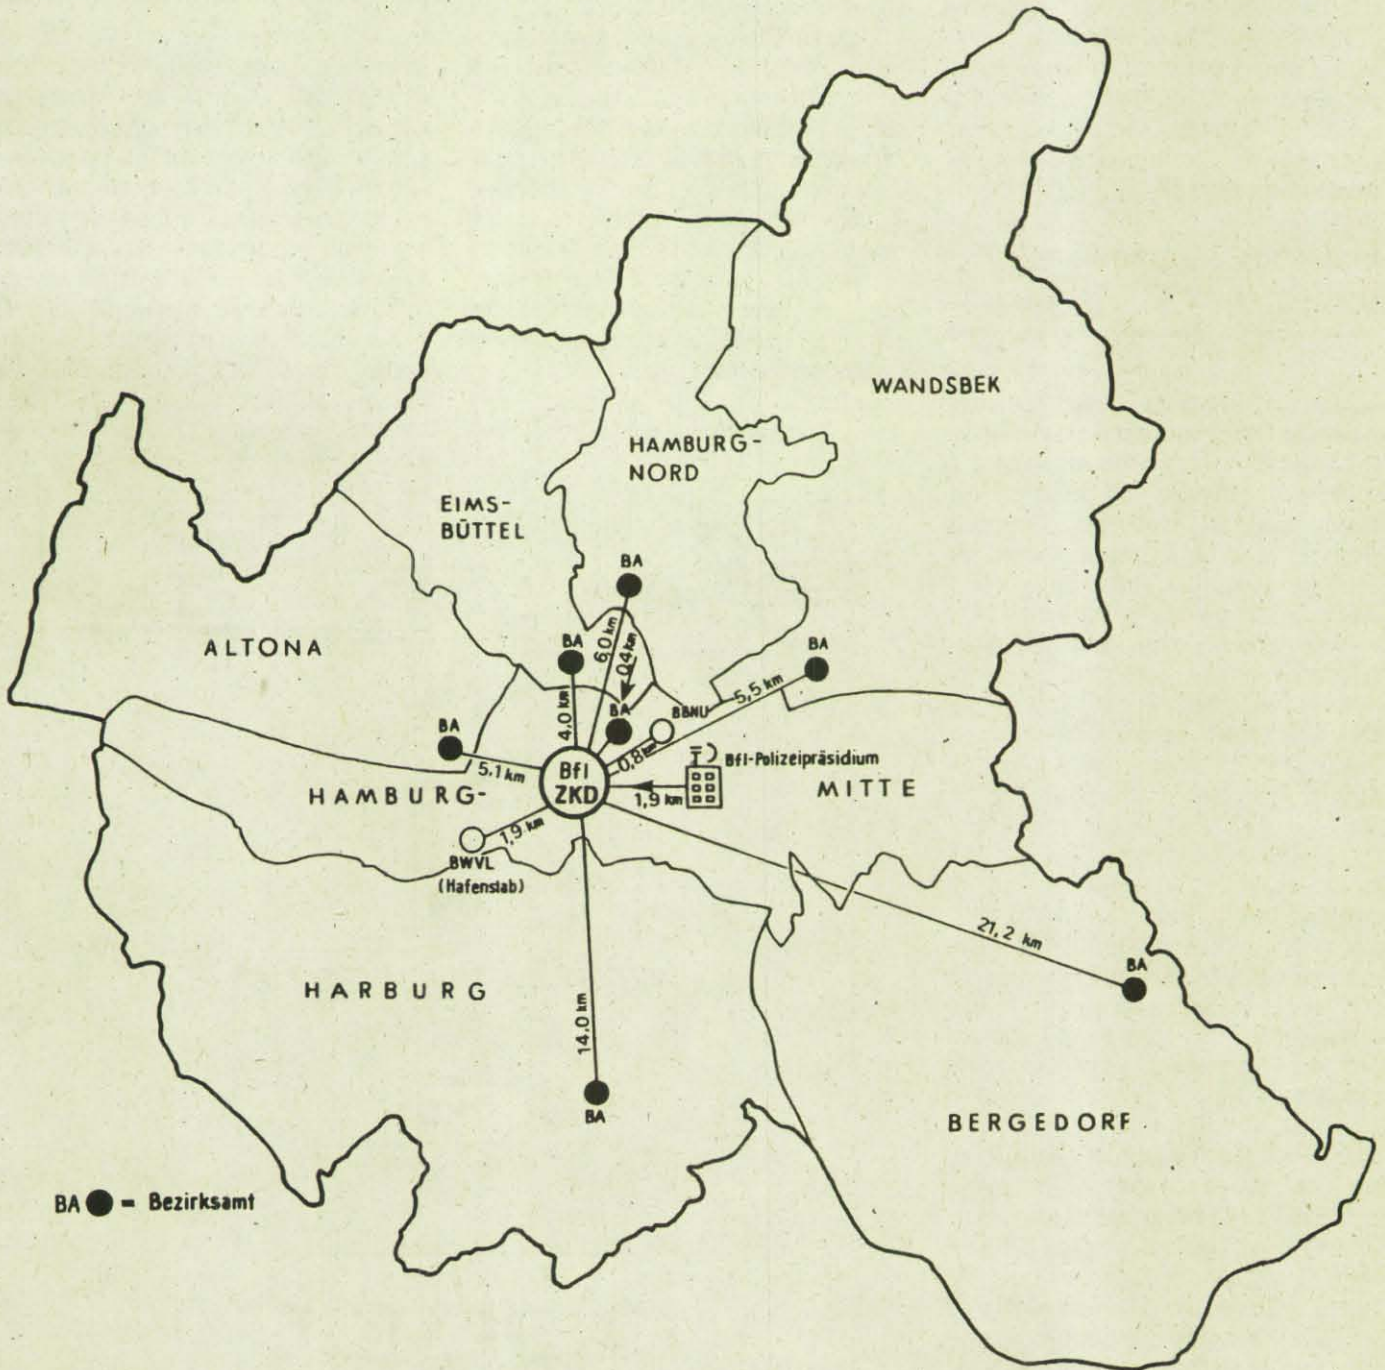 WANDSBEK
HAMBURG-
NORD
EIMS-
BÜTTEL
BA
ALTONA
BA
6,0 km
0,4 km
BA
4,0 km
5,5 km
BA
BBNU
BA
5,1 km
BfI
ZKD
0,8 km
BfI-Polizeipräsidium
1,9 km
HAMBURG-
MITTE
1,9 km
BWVL
(Hafenstab)
21,2 km
BA
HARBURG
14,0 km
BA
BERGEDORF
BA = Bezirksamt